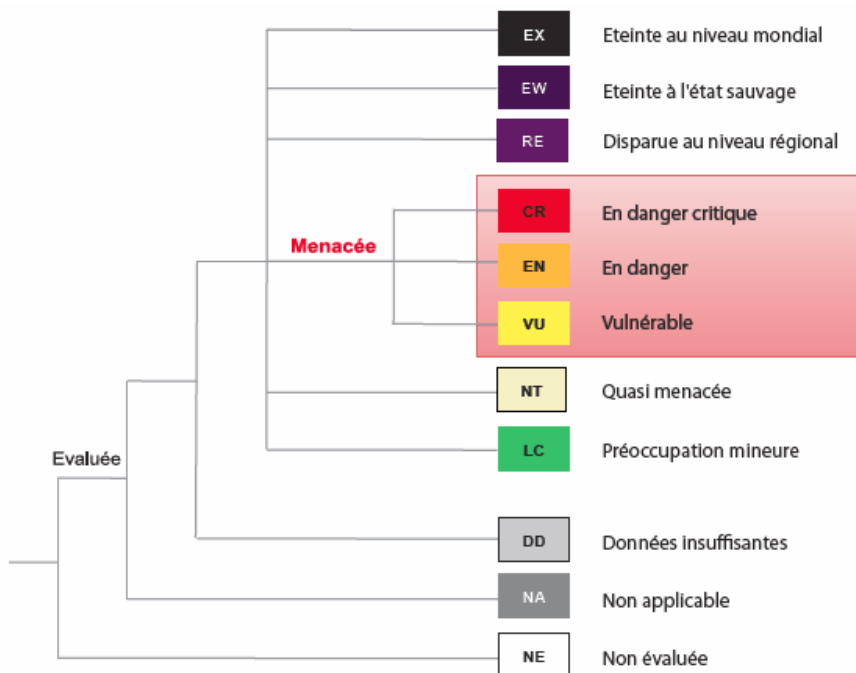 EX Eteinte au niveau mondial
EW Eteinte à l'état sauvage
RE Disparue au niveau régional
CR En danger critique
Menacée
EN En danger
VU Vulnérable
NT Quasi menacée
LC Préoccupation mineure
Evaluée
DD Données insuffisantes
NA Non applicable
NE Non évaluée